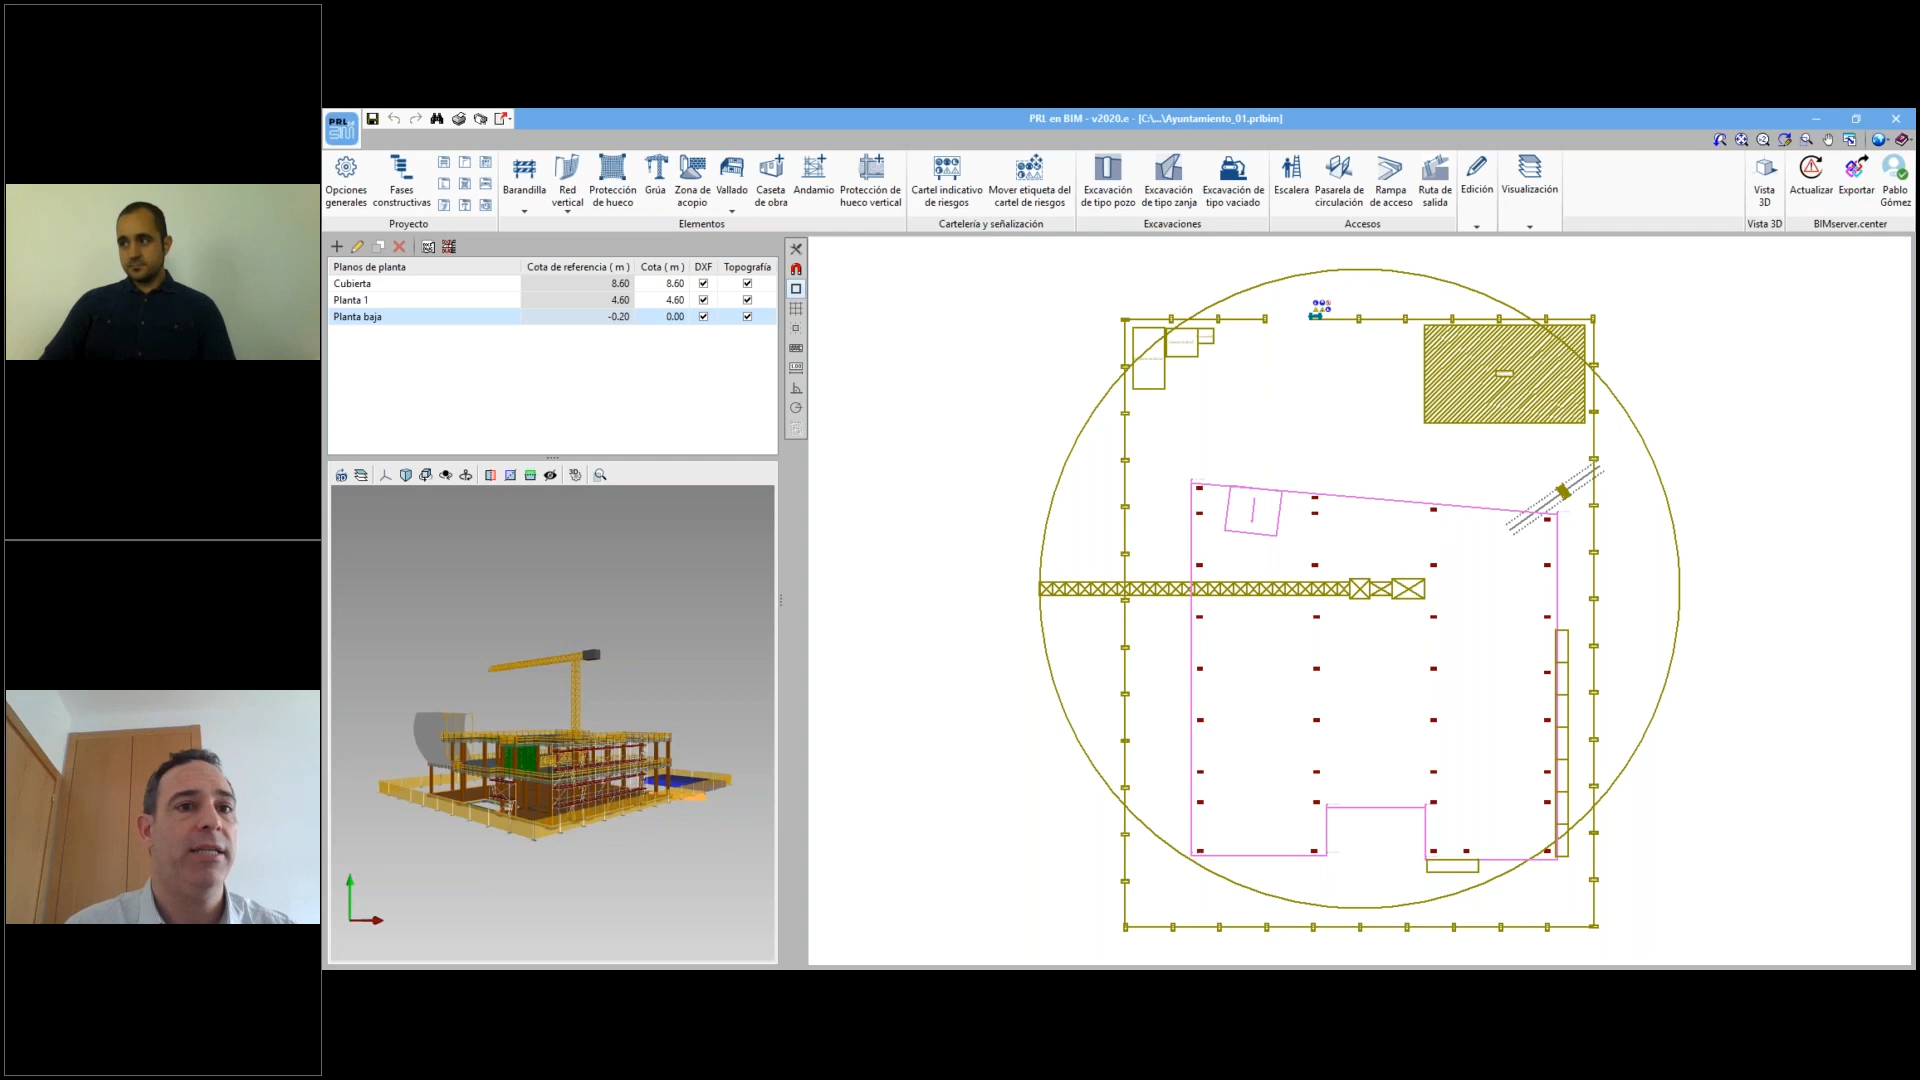 PRL en BIM - v2020.e - [C:\...\Ayuntamiento_01.prlbim]
PRL
BIM
Opciones generales
Fases constructivas
Proyecto
Barandilla
Red vertical
Protección de hueco
Grúa
Zona de acopio
Vallado
Caseta de obra
Andamio
Protección de hueco vertical
Elementos
Cartel indicativo de riesgos
Mover etiqueta del cartel de riesgos
Cartelería y señalización
Excavación de tipo pozo
Excavación de tipo zanja
Excavación de tipo vaciado
Excavaciones
Escalera
Pasarela de circulación
Rampa de acceso
Ruta de salida
Accesos
Edición
Visualización
Vista 3D
Vista 3D
Actualizar
Exportar
Pablo Gómez
BIMserver.center
Planos de planta Cota de referencia ( m ) Cota ( m ) DXF Topografía
Cubierta 8.60 8.60
Planta 1 4.60 4.60
Planta baja -0.20 0.00